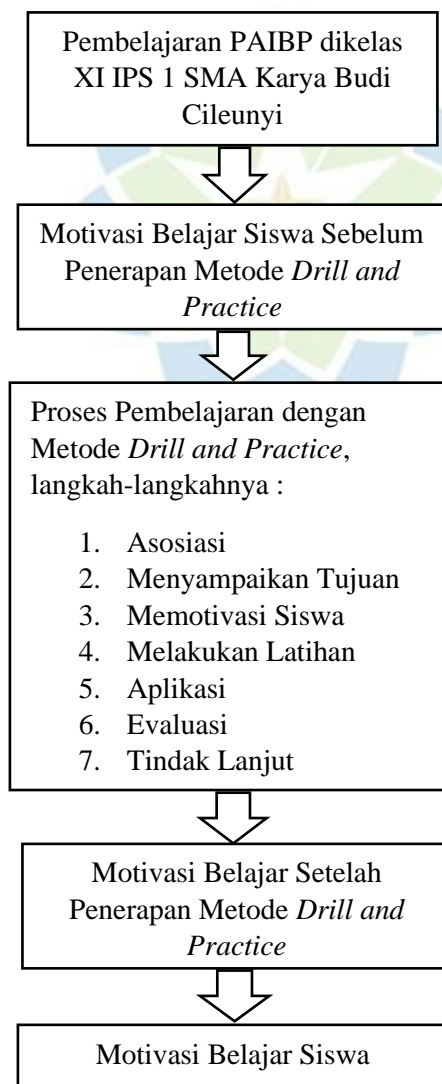 Pembelajaran PAIBP dikelas
XI IPS 1 SMA Karya Budi
Cileunyi
Motivasi Belajar Siswa Sebelum
Penerapan Metode Drill and
Practice
Proses Pembelajaran dengan
Metode Drill and Practice,
langkah-langkahnya :
1. Asosiasi
2. Menyampaikan Tujuan
3. Memotivasi Siswa
4. Melakukan Latihan
5. Aplikasi
6. Evaluasi
7. Tindak Lanjut
Motivasi Belajar Setelah
Penerapan Metode Drill and
Practice
Motivasi Belajar Siswa